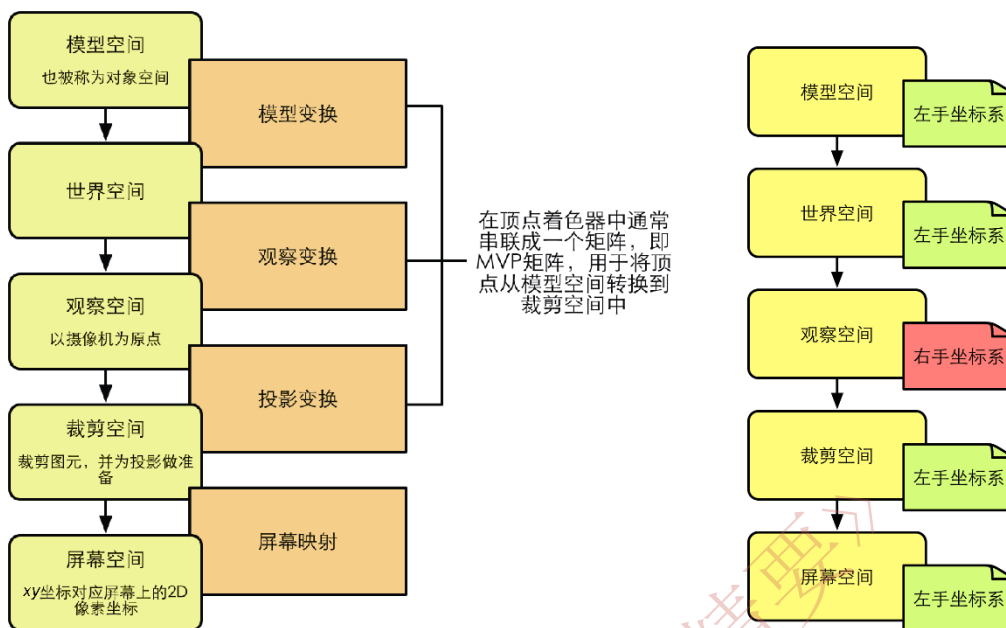 模型空间
也被称为对象空间
模型变换
世界空间
观察变换
观察空间
以摄像机为原点
投影变换
裁剪空间
裁剪图元，并为投影做准
备
屏幕映射
屏幕空间
xy坐标对应屏幕上的2D
像素坐标
在顶点着色器中通常
串联成一个矩阵，即
MVP矩阵，用于将顶
点从模型空间转换到
裁剪空间中
模型空间
左手坐标系
世界空间
左手坐标系
观察空间
右手坐标系
裁剪空间
左手坐标系
屏幕空间
左手坐标系
精要》